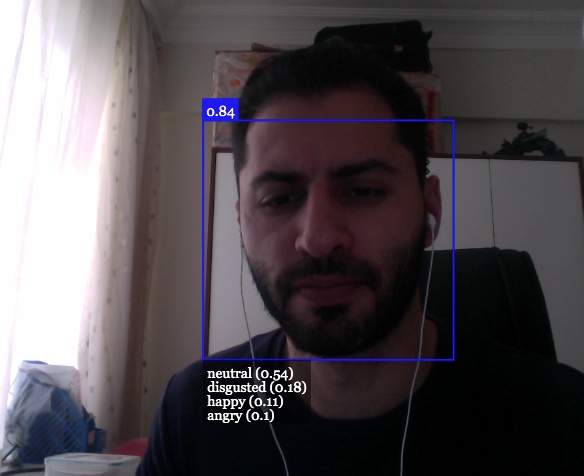 0.84
neutral (0.54)
disgusted (0.18)
happy (0.11)
angry (0.1)